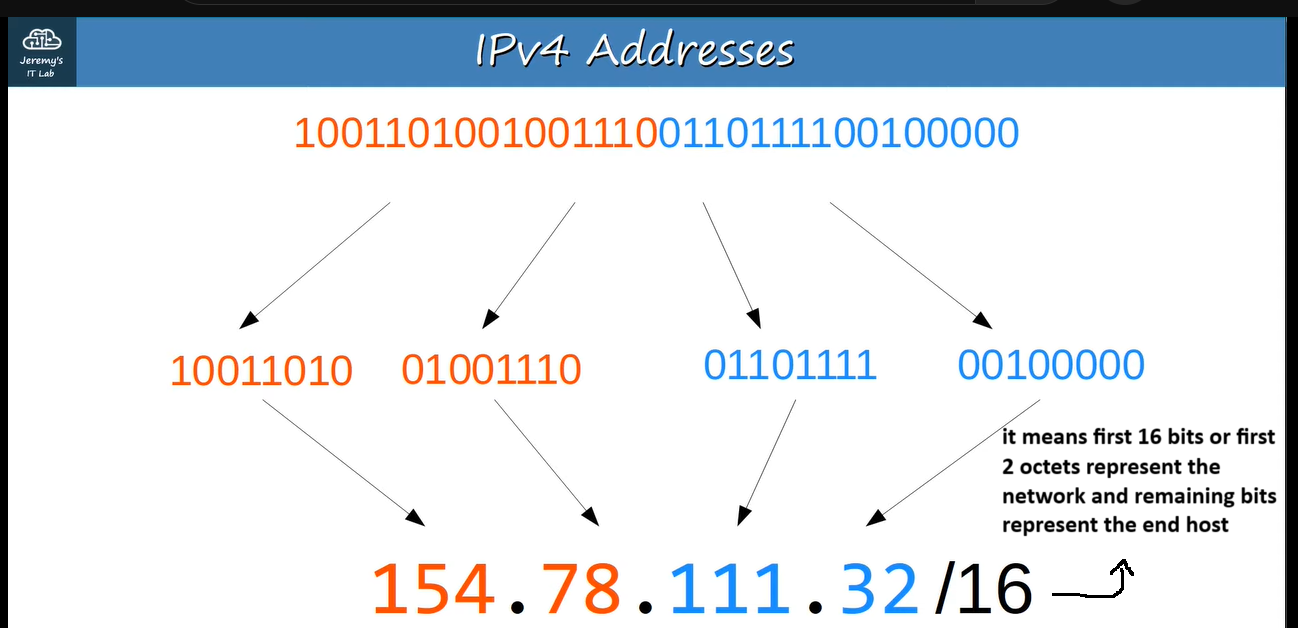 Jeremy's
IT Lab
IPv4 Addresses
10011010010011100110111100100000
10011010 01001110 01101111 00100000
it means first 16 bits or first
2 octets represent the
network and remaining bits
represent the end host
154.78.111.32/16